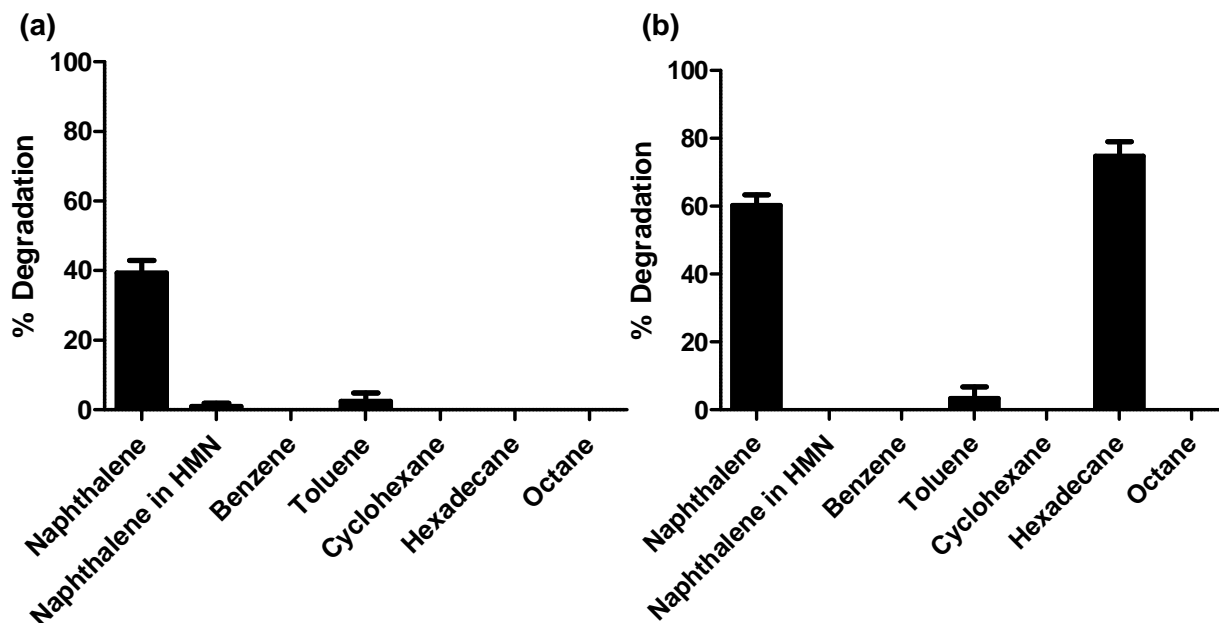 (a)
% Degradation
100
80
60
40
20
0
Naphthalene
Naphthalene in HMN
Benzene
Toluene
Cyclohexane
Hexadecane
Octane
(b)
% Degradation
100
80
60
40
20
0
Naphthalene
Naphthalene in HMN
Benzene
Toluene
Cyclohexane
Hexadecane
Octane